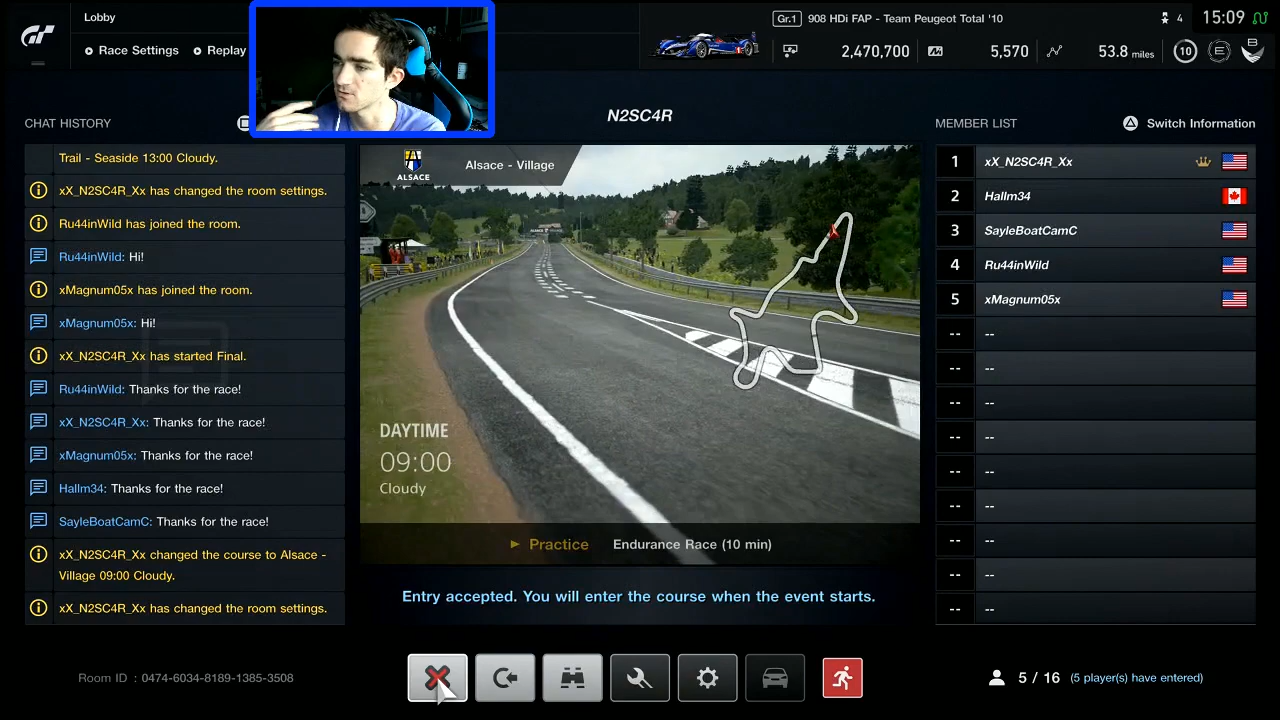 Lobby
Race Settings
Replay
Gr.1 908 HDi FAP - Team Peugeot Total '10
4
15:09
2,470,700
5,570
53.8 miles
10
E
B
CHAT HISTORY
N2SC4R
MEMBER LIST
Switch Information
Trail - Seaside 13:00 Cloudy.
xX_N2SC4R_Xx has changed the room settings.
Ru44inWild has joined the room.
Ru44inWild: Hi!
xMagnum05x has joined the room.
xMagnum05x: Hi!
xX_N2SC4R_Xx has started Final.
Ru44inWild: Thanks for the race!
xX_N2SC4R_Xx: Thanks for the race!
xMagnum05x: Thanks for the race!
Hallm34: Thanks for the race!
SayleBoatCamC: Thanks for the race!
xX_N2SC4R_Xx changed the course to Alsace -
Village 09:00 Cloudy.
xX_N2SC4R_Xx has changed the room settings.
ALSACE
Alsace - Village
DAYTIME
09:00
Cloudy
Practice Endurance Race (10 min)
Entry accepted. You will enter the course when the event starts.
1 xX_N2SC4R_Xx
2 Hallm34
3 SayleBoatCamC
4 Ru44inWild
5 xMagnum05x
-- --
-- --
-- --
-- --
-- --
-- --
-- --
-- --
-- --
Room ID : 0474-6034-8189-1385-3508
5 / 16 (5 player(s) have entered)